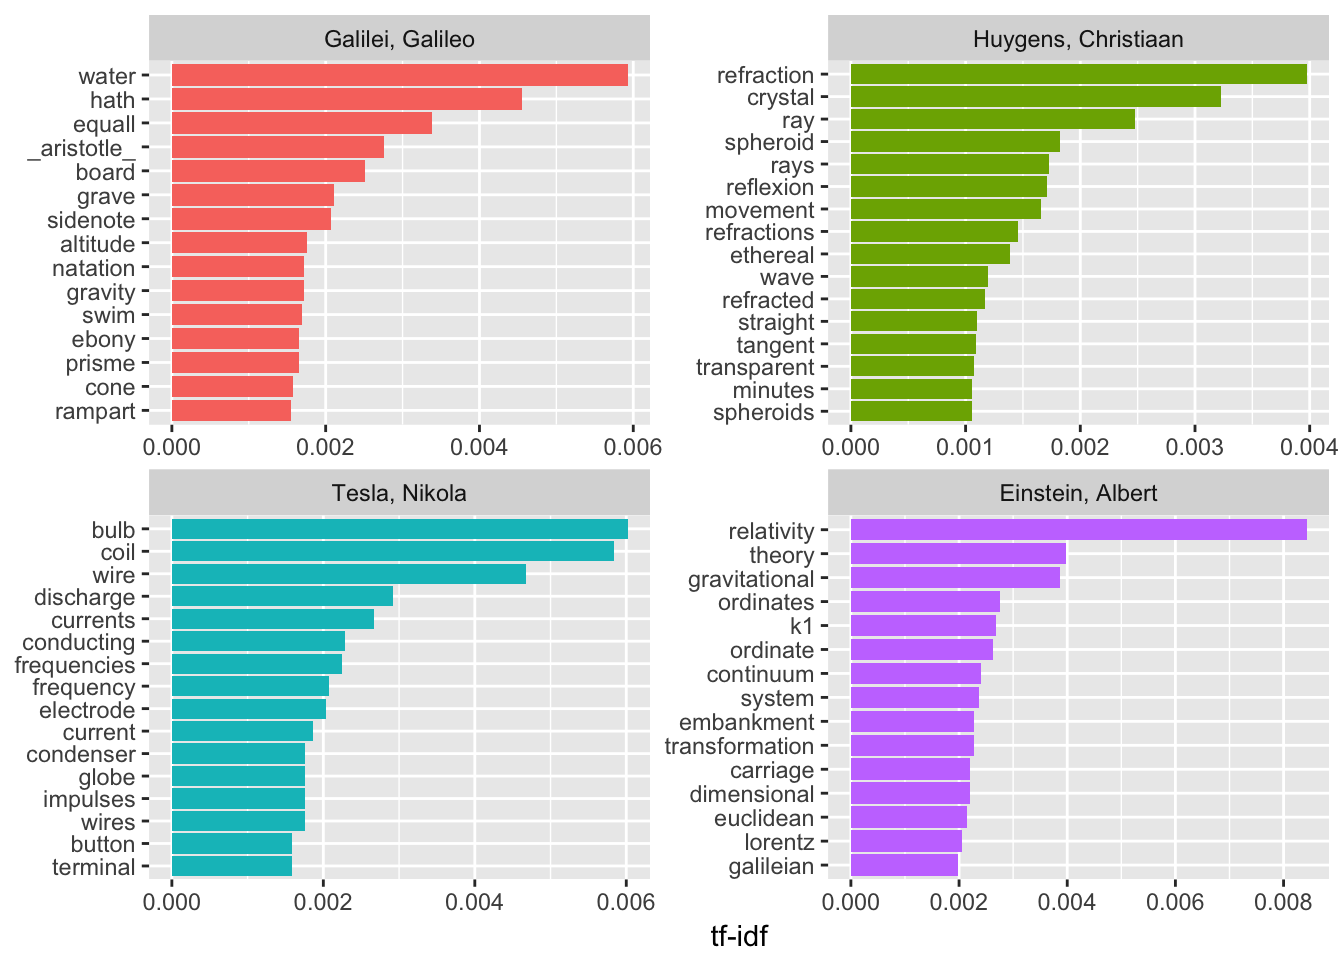 Galilei, Galileo
water
hath
equall
_aristotle_
board
grave
sidenote
altitude
natation
gravity
swim
ebony
prisme
cone
rampart
0.000 0.002 0.004 0.006
Huygens, Christiaan
refraction
crystal
ray
spheroid
rays
reflexion
movement
refractions
ethereal
wave
refracted
straight
tangent
transparent
minutes
spheroids
0.000 0.001 0.002 0.003 0.004
Tesla, Nikola
bulb
coil
wire
discharge
currents
conducting
frequencies
frequency
electrode
current
condenser
globe
impulses
wires
button
terminal
0.000 0.002 0.004 0.006
Einstein, Albert
relativity
theory
gravitational
ordinates
k1
ordinate
continuum
system
embankment
transformation
carriage
dimensional
euclidean
lorentz
galileian
0.000 0.002 0.004 0.006 0.008
tf-idf